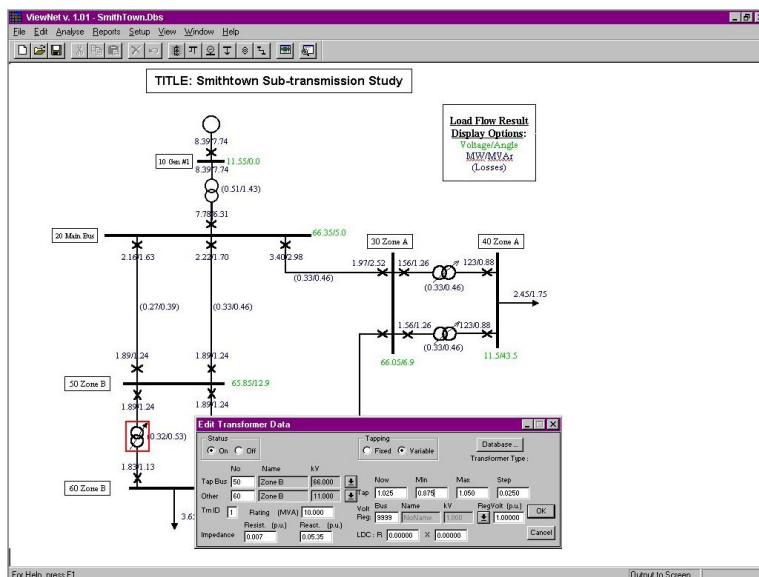 ViewNet v. 1.01 - SmithTown.Dbs
File Edit Analyse Reports Setup View Window Help
TITLE: Smithtown Sub-transmission Study
Load Flow Result
Display Options:
Voltage/Angle
MW/MVAr
(Losses)
8.39/7.74
10 Gen #1
11.55/0.0
8.39/7.74
(0.51/1.43)
7.78/6.31
20 Main Bus
66.35/5.0
2.16/1.63
2.22/1.70
3.40/2.98
30 Zone A
40 Zone A
1.97/2.52
156/1.26
123/0.88
(0.33/0.46)
(0.33/0.46)
2.45/1.75
(0.27/0.39)
(0.33/0.46)
1.56/1.26
123/0.88
(0.33/0.46)
66.05/6.9
11.5/43.5
1.89/1.24
1.89/1.24
50 Zone B
65.85/12.9
1.89/1.24
1.89/1.24
(0.32/0.53)
1.83/1.13
60 Zone B
3.6
Edit Transformer Data
Status
On Off
Tapping
Fixed Variable
Database ...
Transformer Type :
No Name kV
Tap Bus 50 Zone B 66.000
Other 60 Zone B 11.000
Now Min Max Step
Tap 1.025 0.875 1.050 0.0250
Trn ID 1 Rating (MVA) 10.000
Volt Reg: Bus Name kV RegVolt (p.u.)
9999 NoName 1.000 1.00000
OK
Resist. (p.u.) React. (p.u.)
Impedance 0.007 0.05.35
LDC : R 0.00000 X 0.00000
Cancel
For Help, press F1
Output to Screen